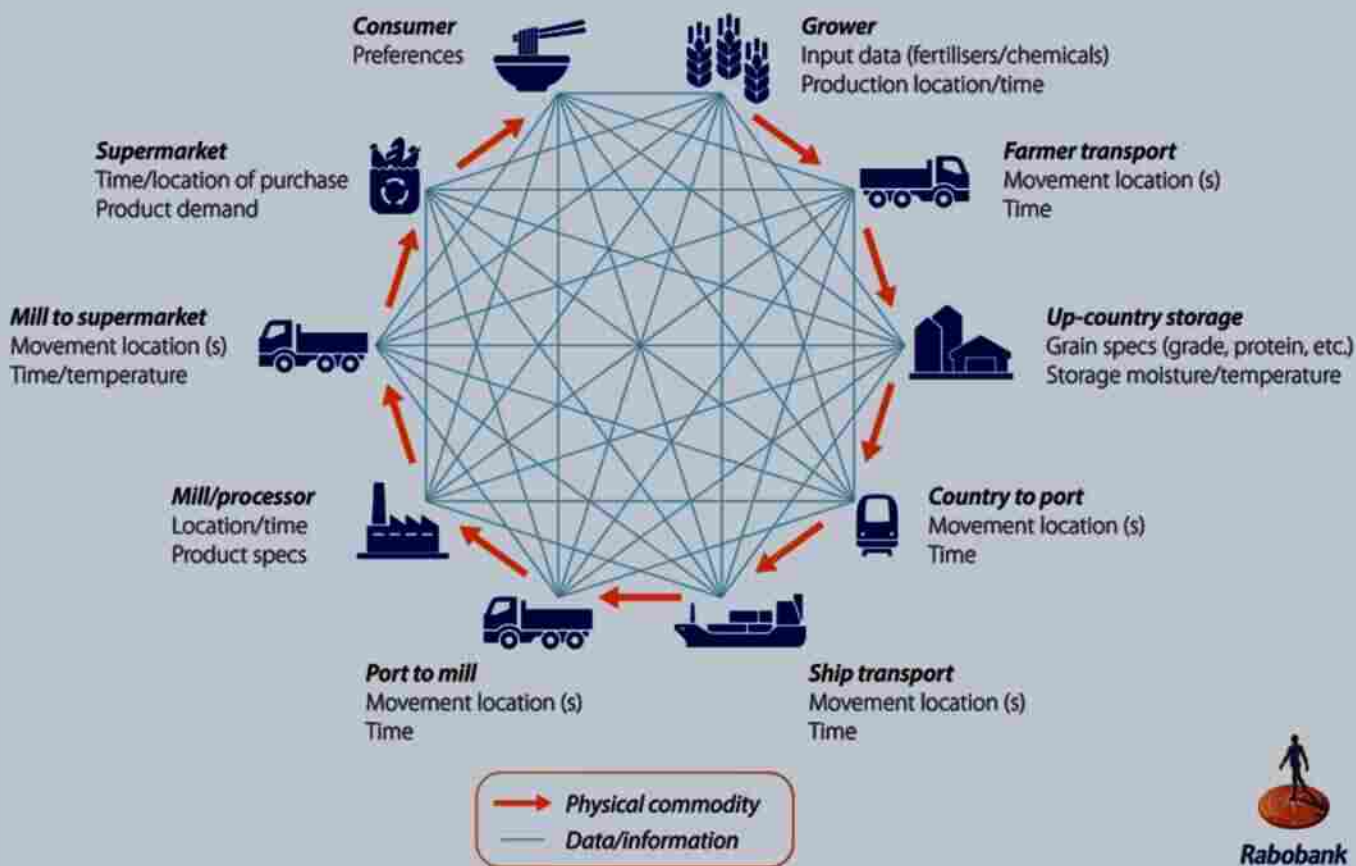 Consumer
Preferences
Grower
Input data (fertilisers/chemicals)
Production location/time
Supermarket
Time/location of purchase
Product demand
Farmer transport
Movement location (s)
Time
Mill to supermarket
Movement location (s)
Time/temperature
Up-country storage
Grain specs (grade, protein, etc.)
Storage moisture/temperature
Mill/processor
Location/time
Product specs
Country to port
Movement location (s)
Time
Port to mill
Movement location (s)
Time
Ship transport
Movement location (s)
Time
Physical commodity
Data/information
Rabobank